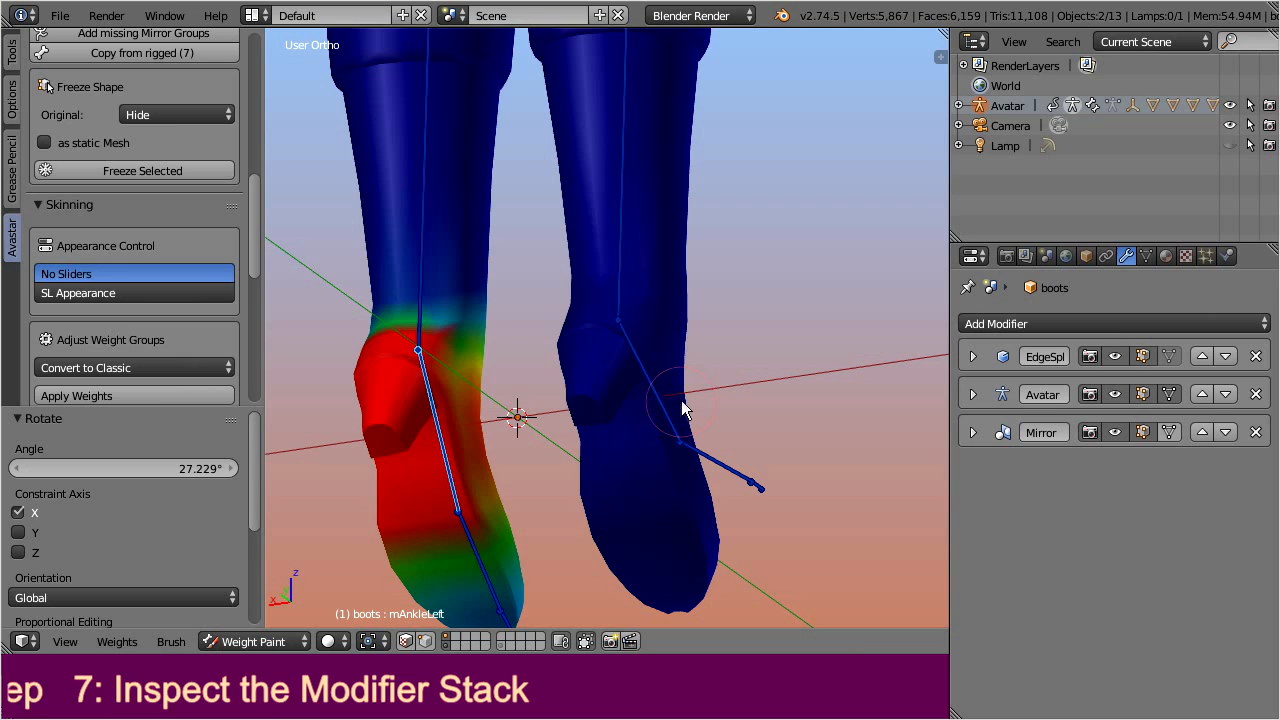 File Render Window Help Default Scene Blender Render v2.74.5 | Verts:5,867 | Faces:6,159 | Tris:11,108 | Objects:2/13 | Lamps:0/1 | Mem:54.94M | b
Add missing Mirror Groups
Copy from rigged (7)
Freeze Shape
Original: Hide
as static Mesh
Freeze Selected
Skinning
Appearance Control
No Sliders
SL Appearance
Adjust Weight Groups
Convert to Classic
Apply Weights
Rotate
Angle
27.229°
Constraint Axis
X
Y
Z
Orientation
Global
Proportional Editing
Tools
Options
Grease Pencil
Avastar
User Ortho
z
x
(1) boots : mAnkleLeft
View Weights Brush Weight Paint
View Search Current Scene
RenderLayers |
World
Avatar |
Camera |
Lamp |
boots
Add Modifier
EdgeSpl
Avatar
Mirror
ep 7: Inspect the Modifier Stack